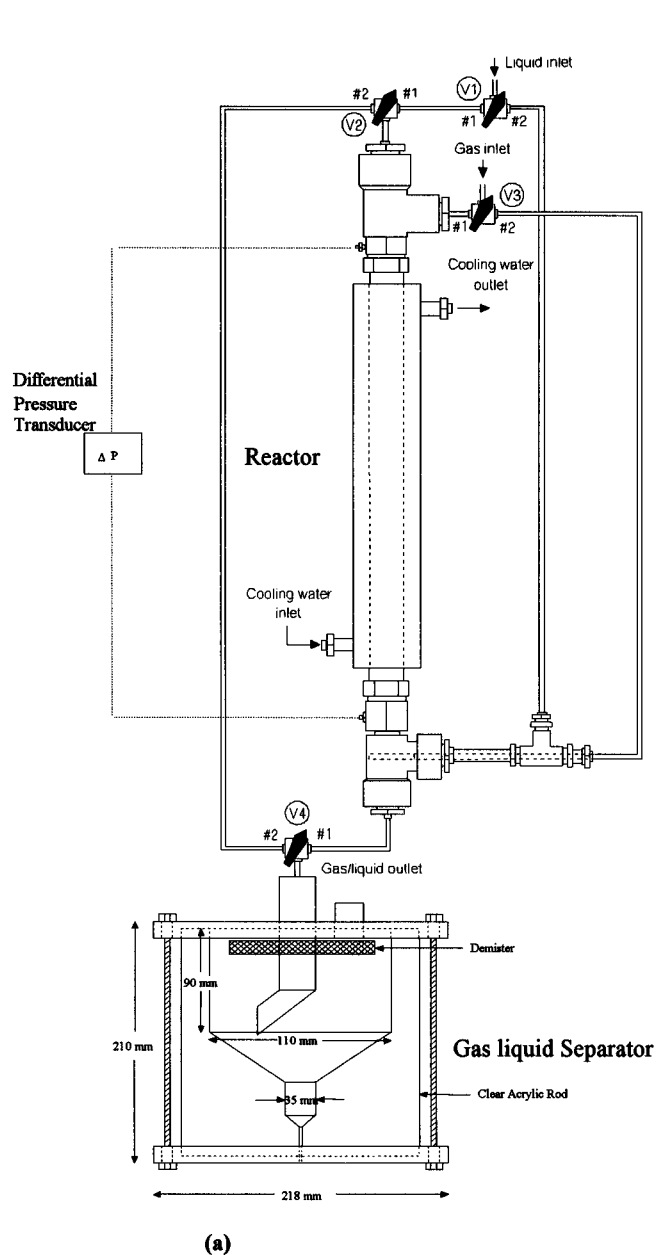 Liquid inlet
V1
#2
#1
V2
#1
#2
Gas inlet
V3
#1
#2
Cooling water
outlet
Differential
Pressure
Transducer
Δ P
Reactor
Cooling water
inlet
V4
#2
#1
Gas/liquid outlet
Demister
90 mm
210 mm
110 mm
Gas liquid Separator
35 mm
Clear Acrylic Rod
218 mm
(a)